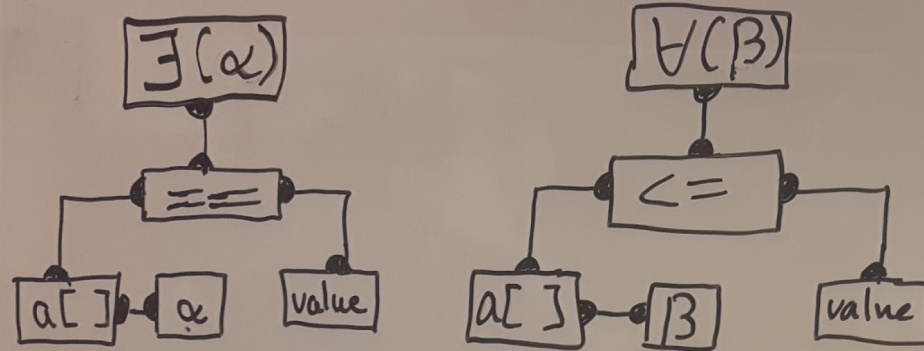 ∃(α)
∀(β)
==
<=
a[ ]
α
value
a[ ]
β
value